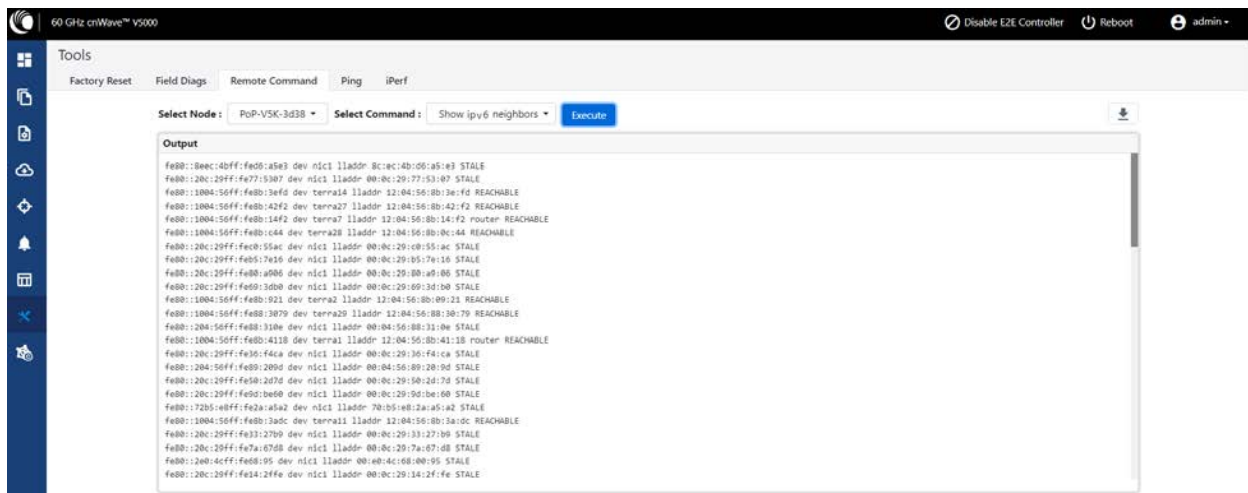 60 GHz cnWave™ V5000
Disable E2E Controller Reboot admin
Tools
Factory Reset Field Diags Remote Command Ping iPerf
Select Node : PoP-V5K-3d38 Select Command : Show ipv6 neighbors Execute
Output
fe80::8eec:4bff:fed6:a5e3 dev nic1 lladdr 8c:ec:4b:d6:a5:e3 STALE
fe80::20c:29ff:fe77:5307 dev nic1 lladdr 00:0c:29:77:53:07 STALE
fe80::1004:56ff:fe8b:3efd dev terra14 lladdr 12:04:56:8b:3e:fd REACHABLE
fe80::1004:56ff:fe8b:42f2 dev terra27 lladdr 12:04:56:8b:42:f2 REACHABLE
fe80::1004:56ff:fe8b:14f2 dev terra7 lladdr 12:04:56:8b:14:f2 router REACHABLE
fe80::1004:56ff:fe8b:c44 dev terra28 lladdr 12:04:56:8b:0c:44 REACHABLE
fe80::20c:29ff:fec0:55ac dev nic1 lladdr 00:0c:29:c0:55:ac STALE
fe80::20c:29ff:feb5:7e16 dev nic1 lladdr 00:0c:29:b5:7e:16 STALE
fe80::20c:29ff:fe80:a906 dev nic1 lladdr 00:0c:29:80:a9:06 STALE
fe80::20c:29ff:fe69:3db0 dev nic1 lladdr 00:0c:29:69:3d:b0 STALE
fe80::1004:56ff:fe8b:921 dev terra2 lladdr 12:04:56:8b:09:21 REACHABLE
fe80::1004:56ff:fe88:3079 dev terra29 lladdr 12:04:56:88:30:79 REACHABLE
fe80::204:56ff:fe88:310e dev nic1 lladdr 00:04:56:88:31:0e STALE
fe80::1004:56ff:fe8b:4118 dev terra1 lladdr 12:04:56:8b:41:18 router REACHABLE
fe80::20c:29ff:fe36:f4ca dev nic1 lladdr 00:0c:29:36:f4:ca STALE
fe80::204:56ff:fe89:209d dev nic1 lladdr 00:04:56:89:20:9d STALE
fe80::20c:29ff:fe50:2d7d dev nic1 lladdr 00:0c:29:50:2d:7d STALE
fe80::20c:29ff:fe9d:be60 dev nic1 lladdr 00:0c:29:9d:be:60 STALE
fe80::72b5:e8ff:fe2a:a5a2 dev nic1 lladdr 70:b5:e8:2a:a5:a2 STALE
fe80::1004:56ff:fe8b:3adc dev terra11 lladdr 12:04:56:8b:3a:dc REACHABLE
fe80::20c:29ff:fe33:27b9 dev nic1 lladdr 00:0c:29:33:27:b9 STALE
fe80::20c:29ff:fe7a:67d8 dev nic1 lladdr 00:0c:29:7a:67:d8 STALE
fe80::2e0:4cff:fe68:95 dev nic1 lladdr 00:e0:4c:68:00:95 STALE
fe80::20c:29ff:fe14:2ffe dev nic1 lladdr 00:0c:29:14:2f:fe STALE